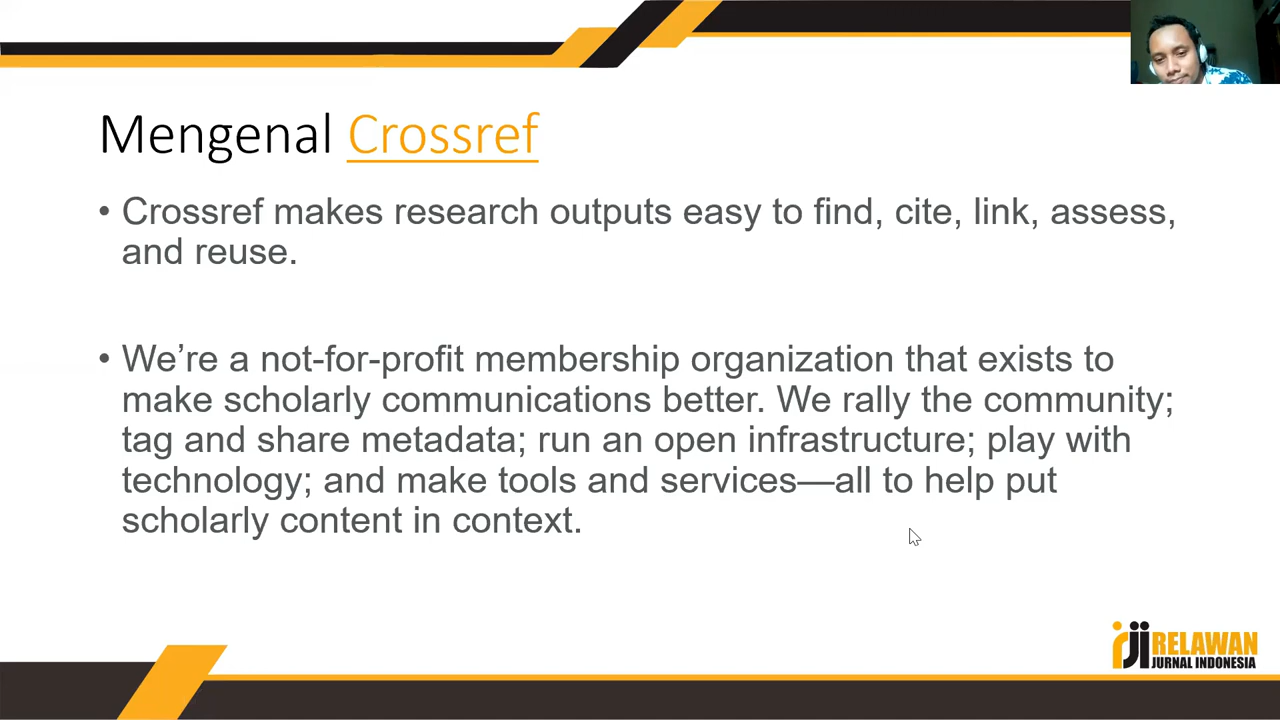 Mengenal Crossref
• Crossref makes research outputs easy to find, cite, link, assess,
and reuse.
• We’re a not-for-profit membership organization that exists to
make scholarly communications better. We rally the community;
tag and share metadata; run an open infrastructure; play with
technology; and make tools and services—all to help put
scholarly content in context.
RELAWAN
JURNAL INDONESIA